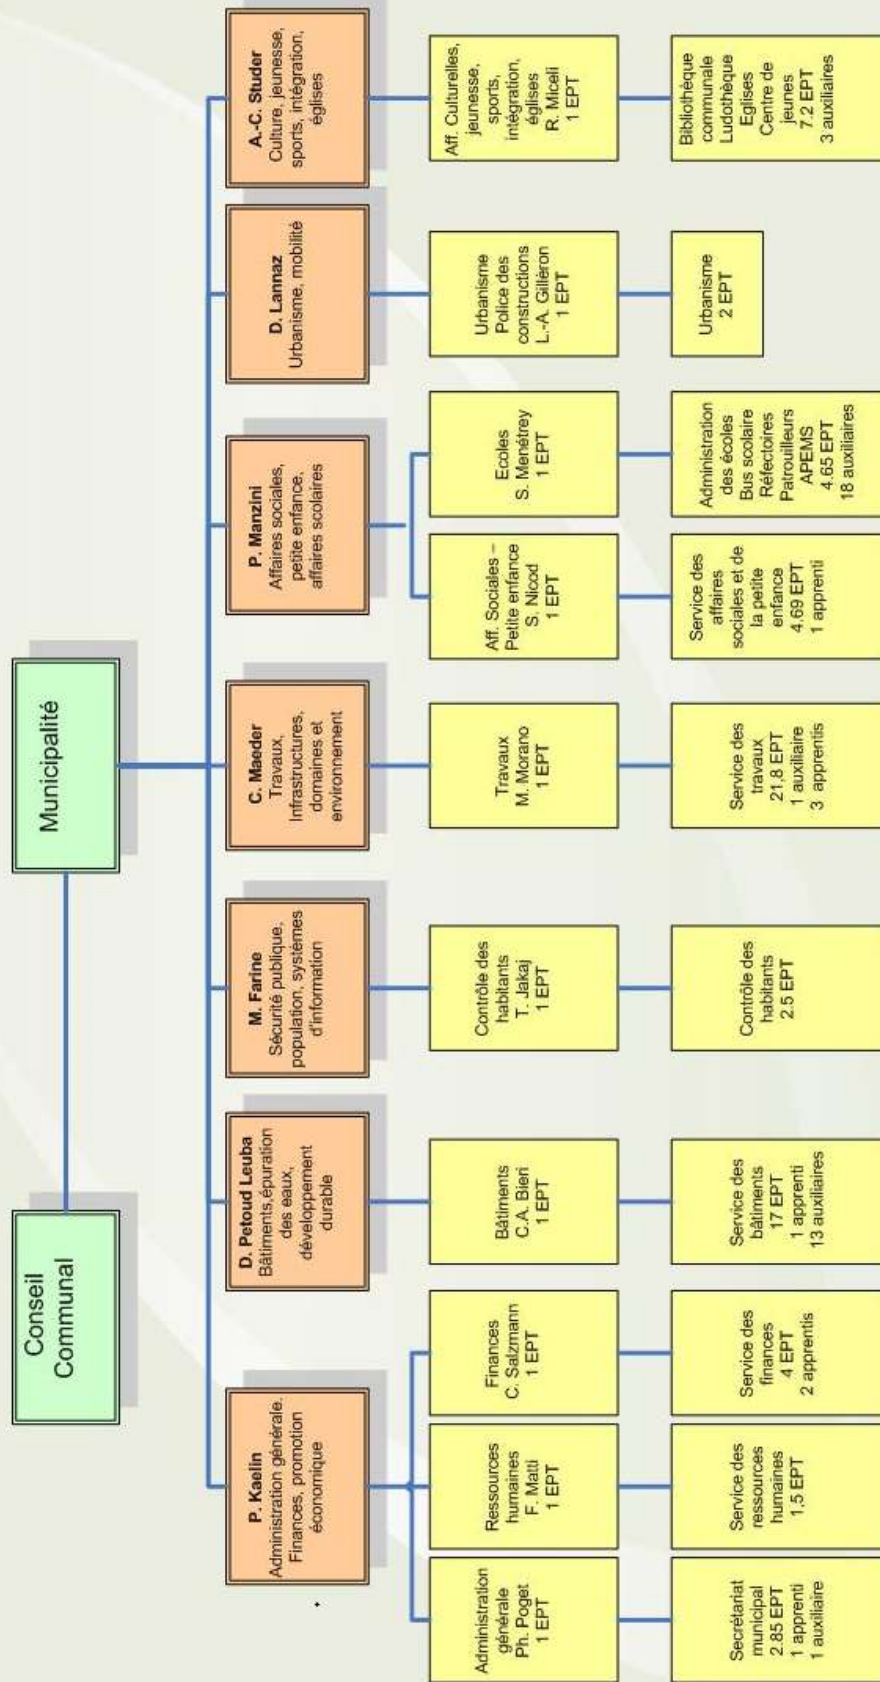 Conseil
Communal
Municipalité
P. Kaelin
Administration générale.
Finances, promotion
économique
D. Petoud Leuba
Bâtiments,épuration
des eaux,
développement
durable
M. Farine
Sécurité publique,
population, systèmes
d'information
C. Maeder
Travaux,
Infrastructures,
domaines et
environnement
P. Manzini
Affaires sociales,
petite enfance,
affaires scolaires
D. Lannaz
Urbanisme, mobilité
A.-C. Studer
Culture, jeunesse,
sports, intégration,
églises
Administration
générale
Ph. Poget
1 EPT
Ressources
humaines
F. Matti
1 EPT
Finances
C. Salzmann
1 EPT
Bâtiments
C.A. Bieri
1 EPT
Contrôle des
habitants
T. Jakaj
1 EPT
Travaux
M. Morano
1 EPT
Aff. Sociales –
Petite enfance
S. Nicod
1 EPT
Ecoles
S. Menétrey
1 EPT
Urbanisme
Police des
constructions
L.-A. Gilléron
1 EPT
Aff. Culturelles,
jeunesse,
sports,
intégration,
églises
R. Miceli
1 EPT
Secrétariat
municipal
2.85 EPT
1 apprenti
1 auxiliaire
Service des
ressources
humaines
1,5 EPT
Service des
finances
4 EPT
2 apprentis
Service des
bâtiments
17 EPT
1 apprenti
13 auxiliaires
Contrôle des
habitants
2.5 EPT
Service des
travaux
21,8 EPT
1 auxiliaire
3 apprentis
Service des
affaires
sociales et de
la petite
enfance
4.69 EPT
1 apprenti
Administration
des écoles
Bus scolaire
Réfectoires
Patrouilleurs
APEMS
4.65 EPT
18 auxiliaires
Urbanisme
2 EPT
Bibliothèque
communale
Ludothèque
Eglises
Centre de
jeunes
7.2 EPT
3 auxiliaires